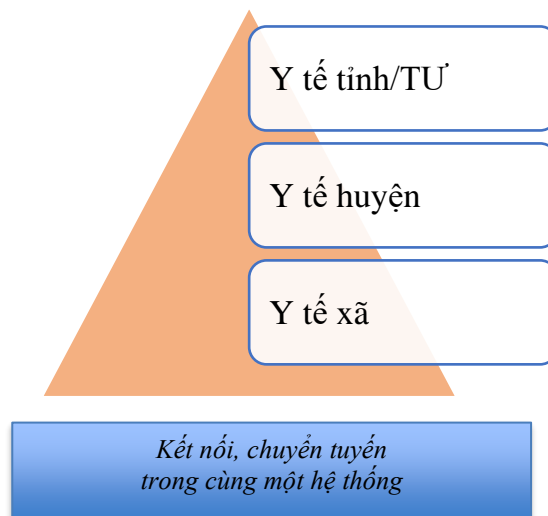 Y tế tỉnh/TƯ
Y tế huyện
Y tế xã
Kết nối, chuyển tuyến
trong cùng một hệ thống